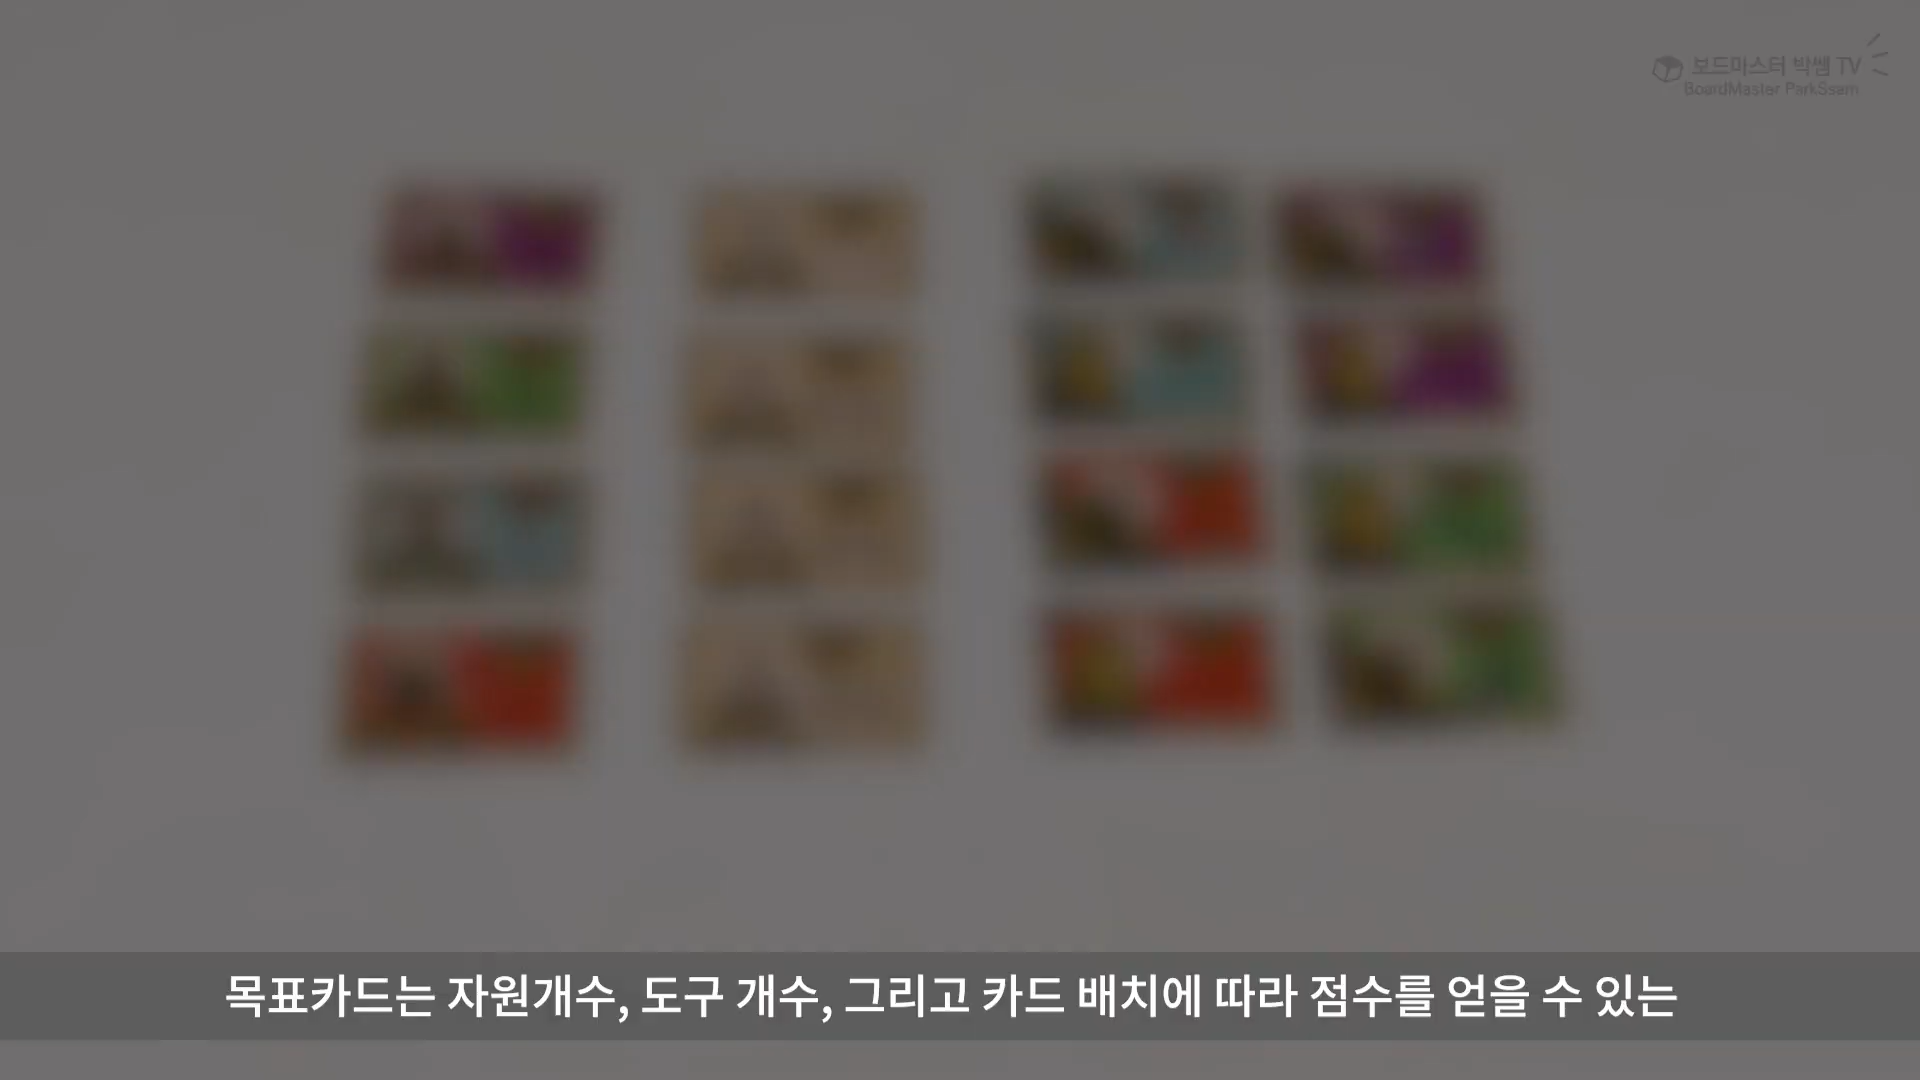 보드마스터 박쌤 TV
BoardMaster ParkSsam
목표카드는 자원개수, 도구 개수, 그리고 카드 배치에 따라 점수를 얻을 수 있는